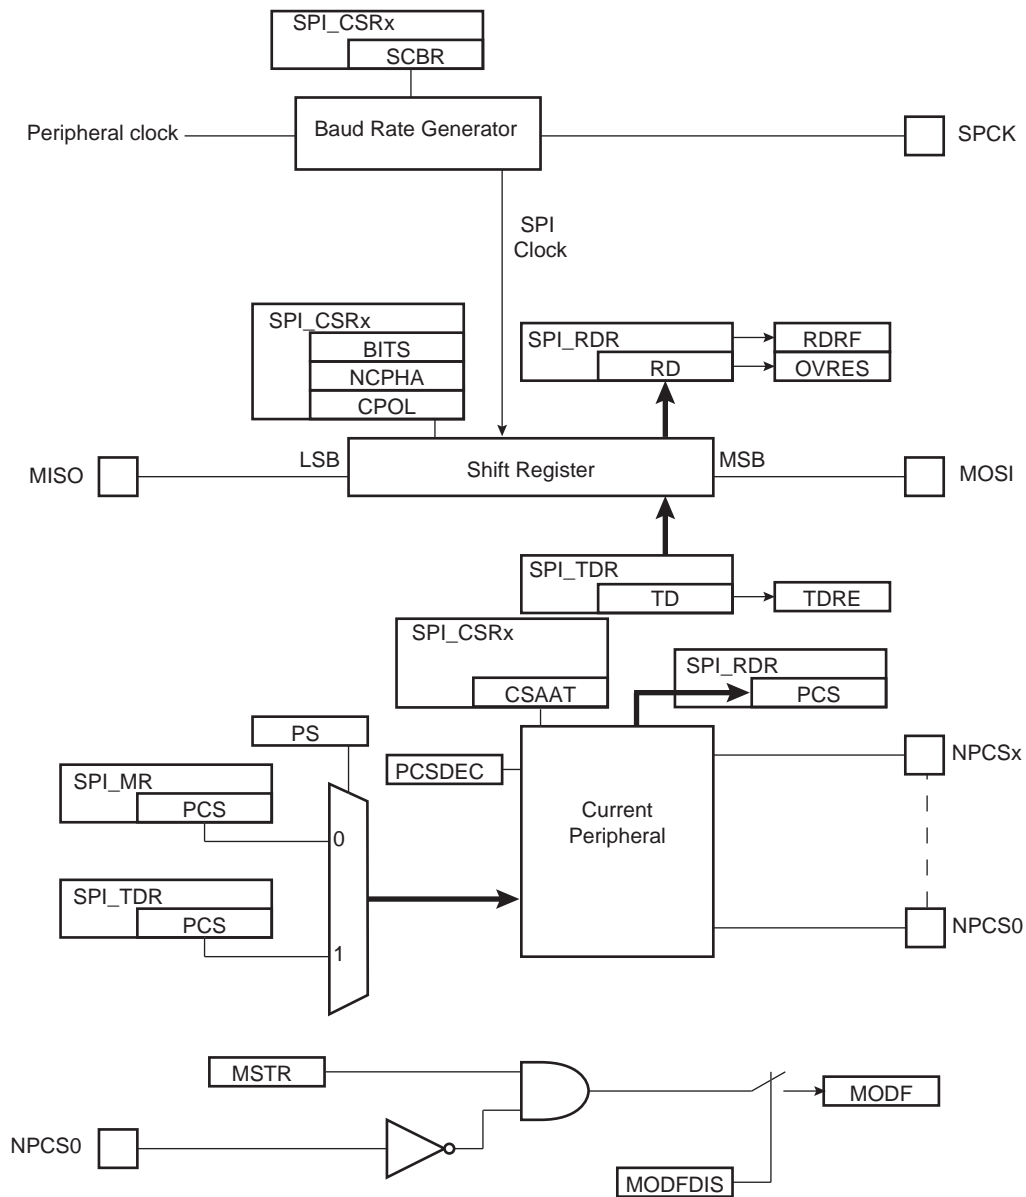 SPI_CSRx
SCBR
Peripheral clock
Baud Rate Generator
SPCK
SPI
Clock
SPI_CSRx
BITS
NCPHA
CPOL
SPI_RDR
RD
RDRF
OVRES
MISO
LSB
Shift Register
MSB
MOSI
SPI_TDR
TD
TDRE
SPI_CSRx
CSAAT
SPI_RDR
PCS
PS
PCSDEC
NPCSx
SPI_MR
PCS
0
Current
Peripheral
SPI_TDR
PCS
1
NPCS0
MSTR
MODF
NPCS0
MODFDIS